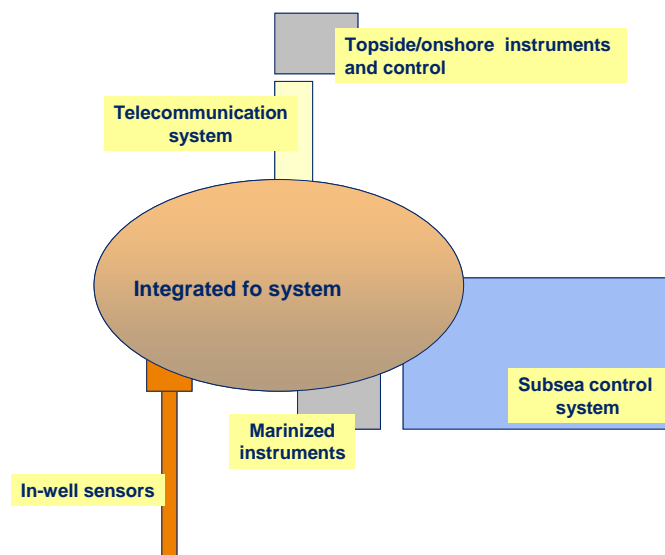 Topside/onshore instruments
and control
Telecommunication
system
Integrated fo system
Subsea control
system
Marinized
instruments
In-well sensors